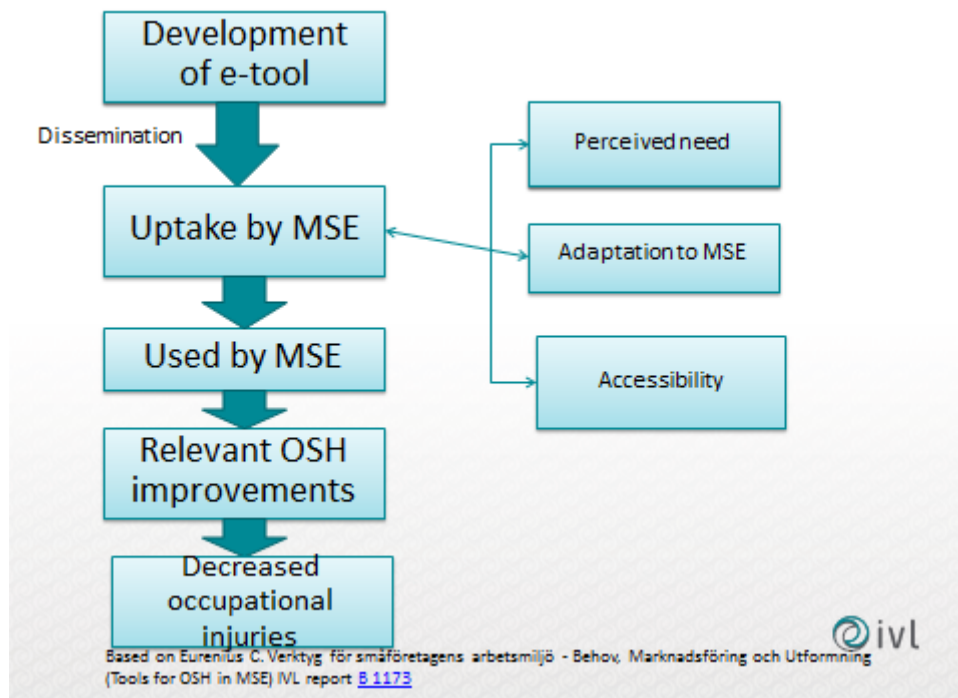 Development
of e-tool
Dissemination
Uptake by MSE
Used by MSE
Relevant OSH
improvements
Decreased
occupational
injuries
Perceived need
Adaptation to MSE
Accessibility
ivl
Based on Eurenius C. Verktyg för småföretagens arbetsmiljö - Behov, Marknadsföring och Utformning
(Tools for OSH in MSE) IVL report B 1173